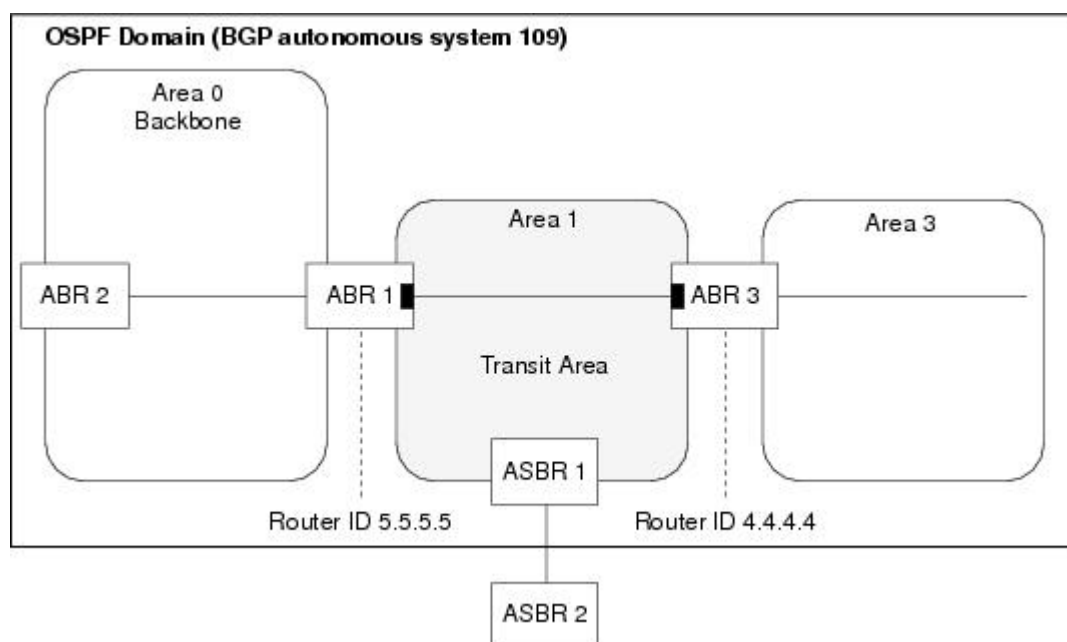 OSPF Domain (BGP autonomous system 109)
Area 0
Backbone
Area 1
Area 3
ABR 2
ABR 1
ABR 3
Transit Area
ASBR 1
Router ID 5.5.5.5
Router ID 4.4.4.4
ASBR 2